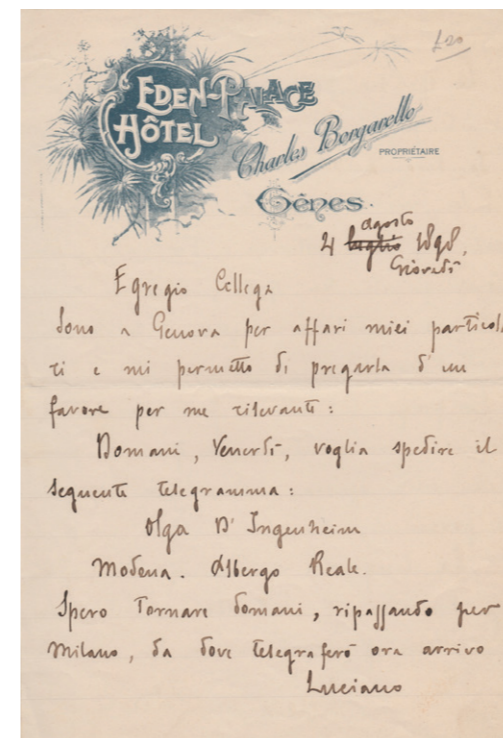 £20
EDEN-PALACE
HÔTEL
Charles Borgarello
PROPRIÉTAIRE
Gênes.
agosto
4 luglio 1898,
Giovedì
Egregio Collega
Sono a Genova per affari miei particola
ri e mi permetto di pregarla d'un
favore per me rilevante:
Domani, Venerdì, voglia spedire il
seguente telegramma:
Olga D'Ingenheim
Modena. Albergo Reale.
Spero tornare domani, ripassando per
Milano, da dove telegraferò ora arrivo
Luciano